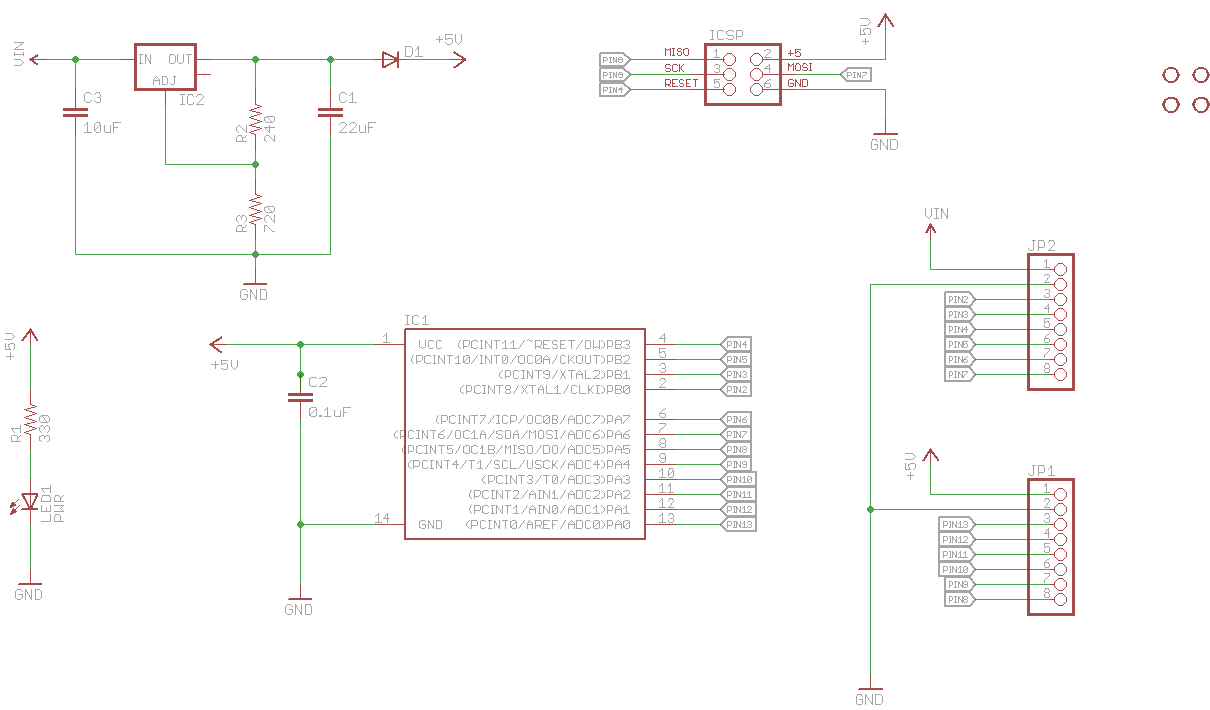 VIN
IN OUT
ADJ
IC2
C3
10uF
R2
240
R3
720
C1
22uF
D1
+5V
GND
ICSP
MISO
SCK
RESET
1
3
5
2
4
6
+5
MOSI
GND
PIN8
PIN9
PIN4
PIN7
+5V
GND
+5V
R1
330
LED1
PWR
GND
+5V
C2
0.1uF
GND
IC1
1
VCC (PCINT11/~RESET/DW)PB3 4 PIN4
(PCINT10/INT0/OC0A/CKOUT)PB2 5 PIN5
(PCINT9/XTAL2)PB1 3 PIN3
(PCINT8/XTAL1/CLKI)PB0 2 PIN2
(PCINT7/ICP/OC0B/ADC7)PA7 6 PIN6
(PCINT6/OC1A/SDA/MOSI/ADC6)PA6 7 PIN7
(PCINT5/OC1B/MISO/DO/ADC5)PA5 8 PIN8
(PCINT4/T1/SCL/USCK/ADC4)PA4 9 PIN9
(PCINT3/T0/ADC3)PA3 10 PIN10
(PCINT2/AIN1/ADC2)PA2 11 PIN11
(PCINT1/AIN0/ADC1)PA1 12 PIN12
14 GND (PCINT0/AREF/ADC0)PA0 13 PIN13
VIN
JP2
1
2
PIN2 3
PIN3 4
PIN4 5
PIN5 6
PIN6 7
PIN7 8
+5V
JP1
1
2
PIN13 3
PIN12 4
PIN11 5
PIN10 6
PIN9 7
PIN8 8
GND